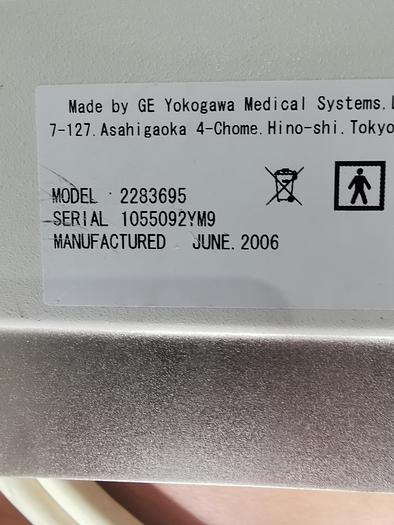 Made by GE Yokogawa Medical Systems.L
7-127.Asahigaoka 4-Chome.Hino-shi.Tokyo
MODEL 2283695
SERIAL 1055092YM9
MANUFACTURED JUNE.2006